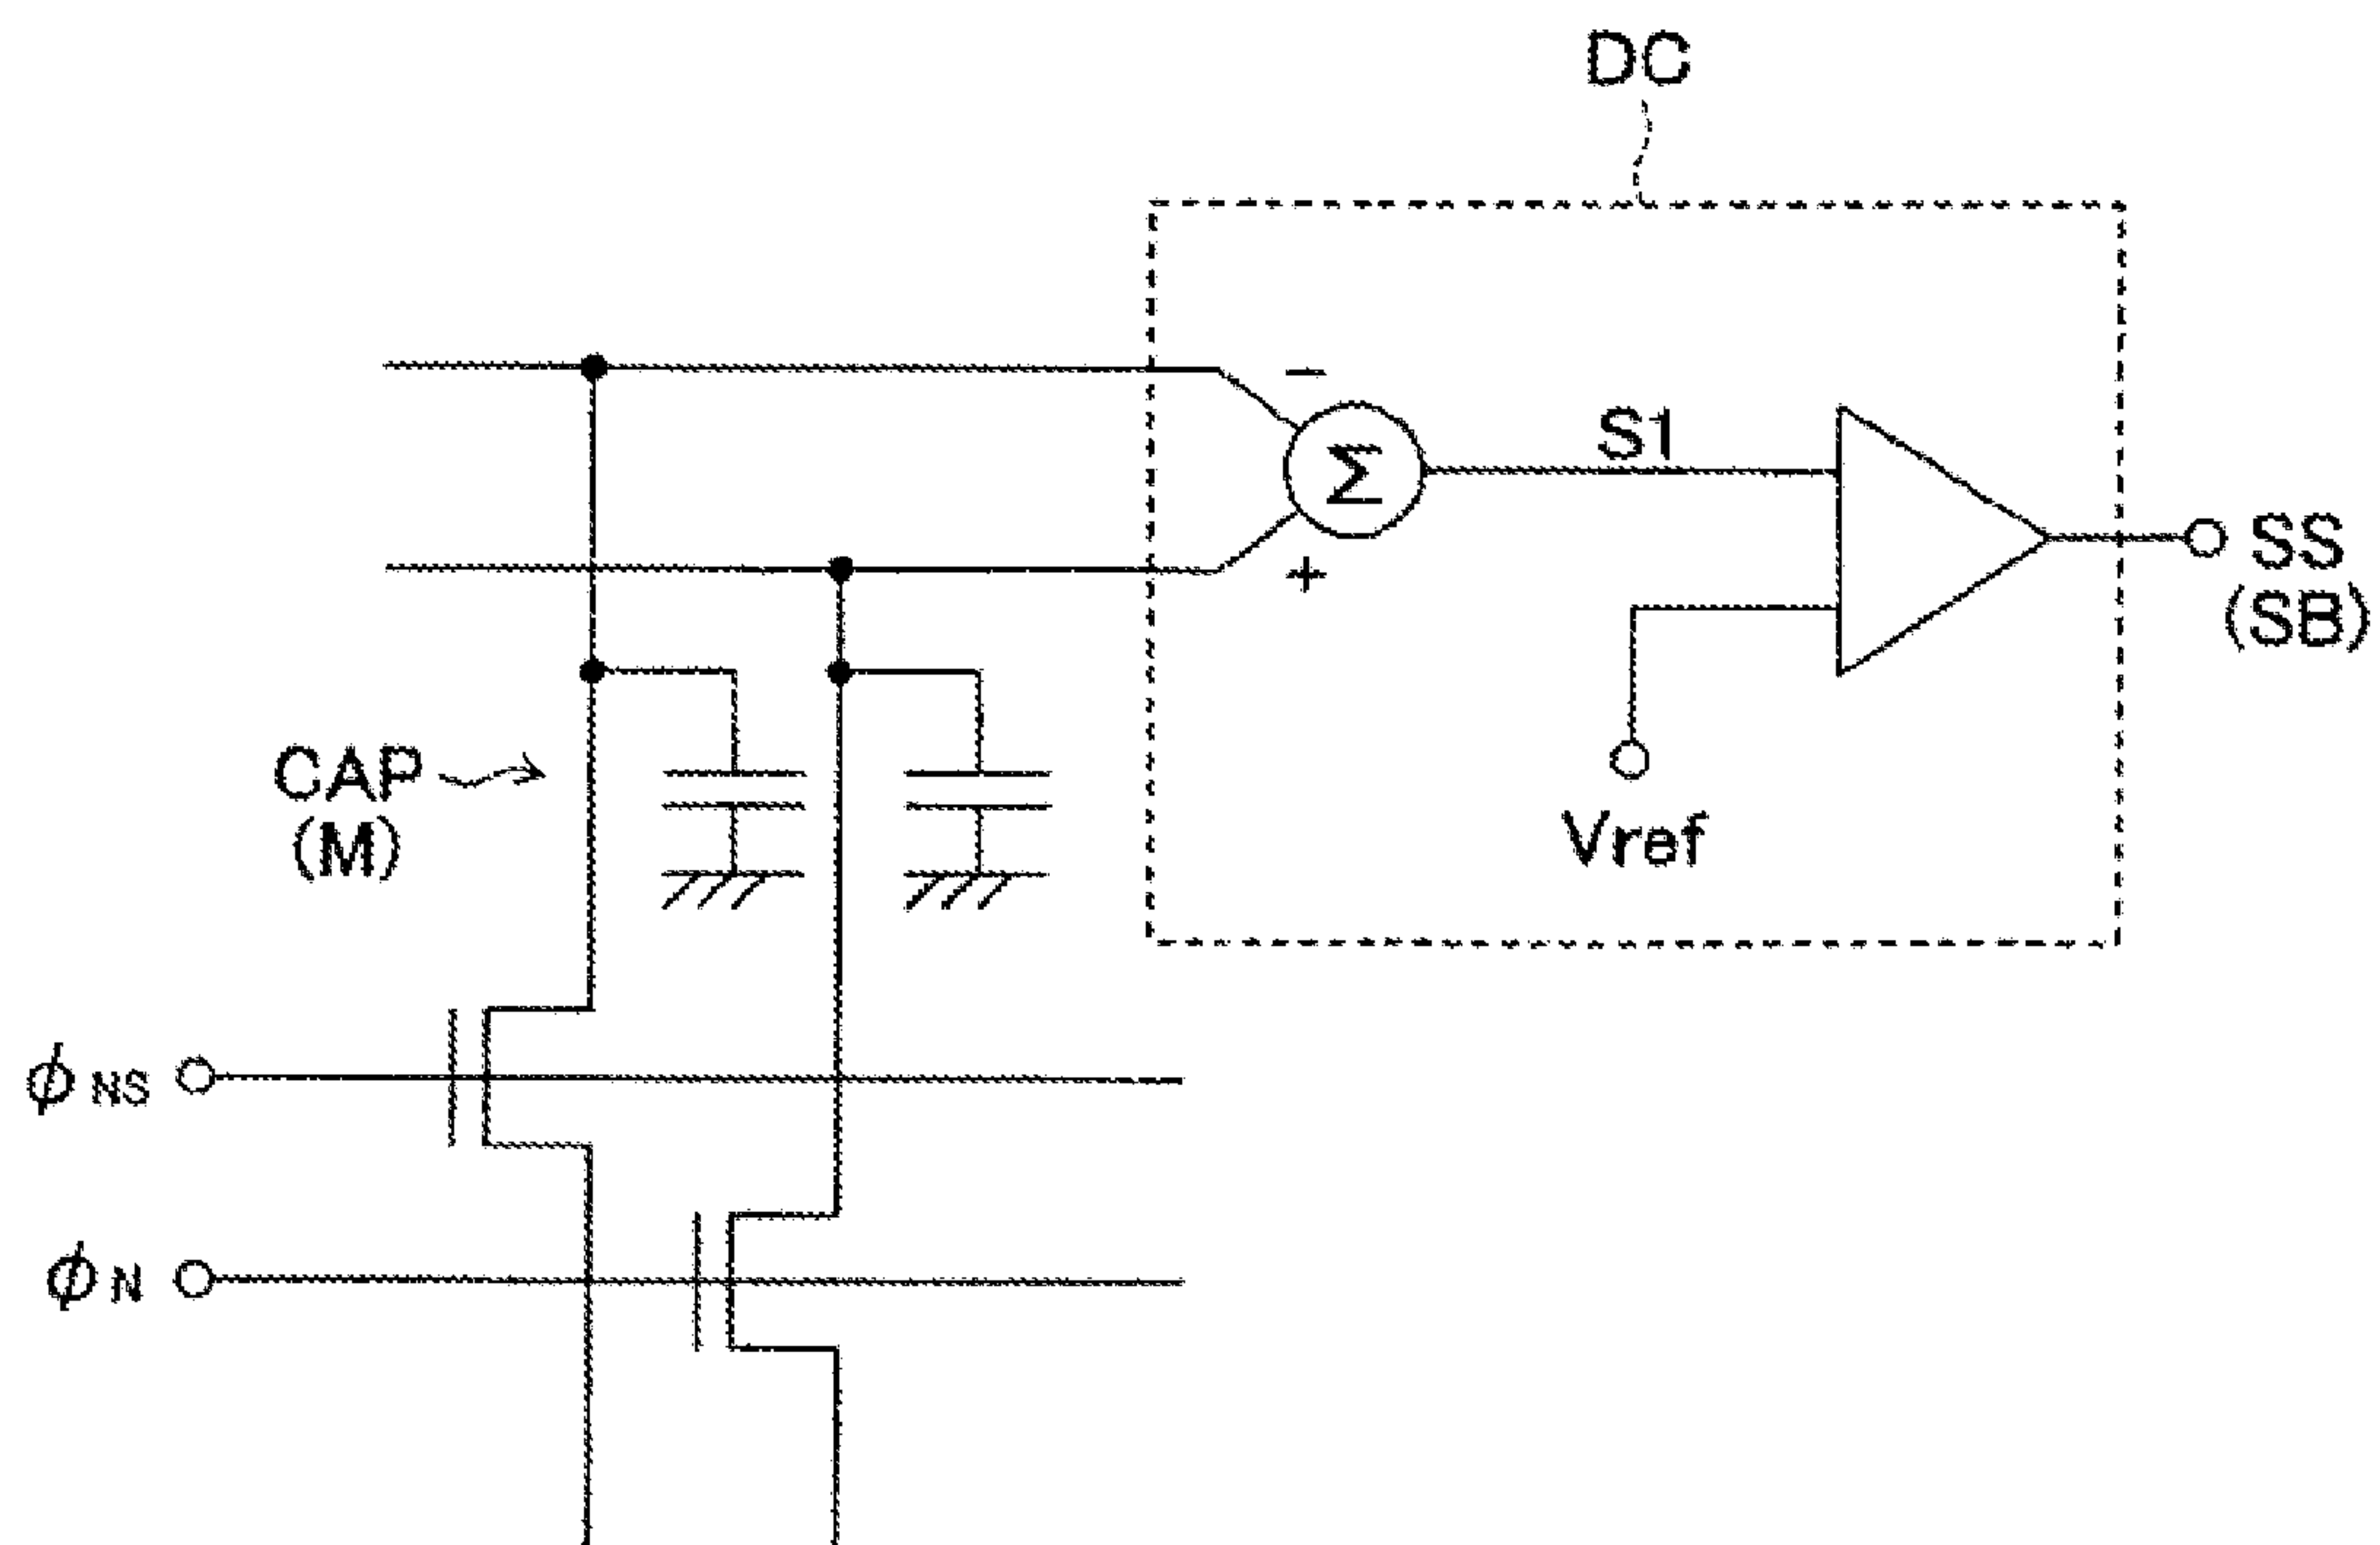 DC
−
S1
Σ
+
SS
(SB)
CAP
(M)
Vref
ϕNS
ϕN